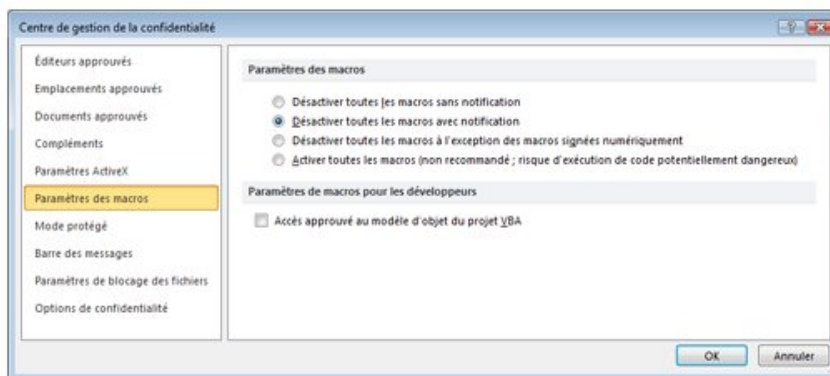 Centre de gestion de la confidentialité
Éditeurs approuvés
Emplacements approuvés
Documents approuvés
Compléments
Paramètres ActiveX
Paramètres des macros
Mode protégé
Barre des messages
Paramètres de blocage des fichiers
Options de confidentialité
Paramètres des macros
Désactiver toutes les macros sans notification
Désactiver toutes les macros avec notification
Désactiver toutes les macros à l'exception des macros signées numériquement
Activer toutes les macros (non recommandé ; risque d'exécution de code potentiellement dangereux)
Paramètres de macros pour les développeurs
Accès approuvé au modèle d'objet du projet VBA
OK
Annuler